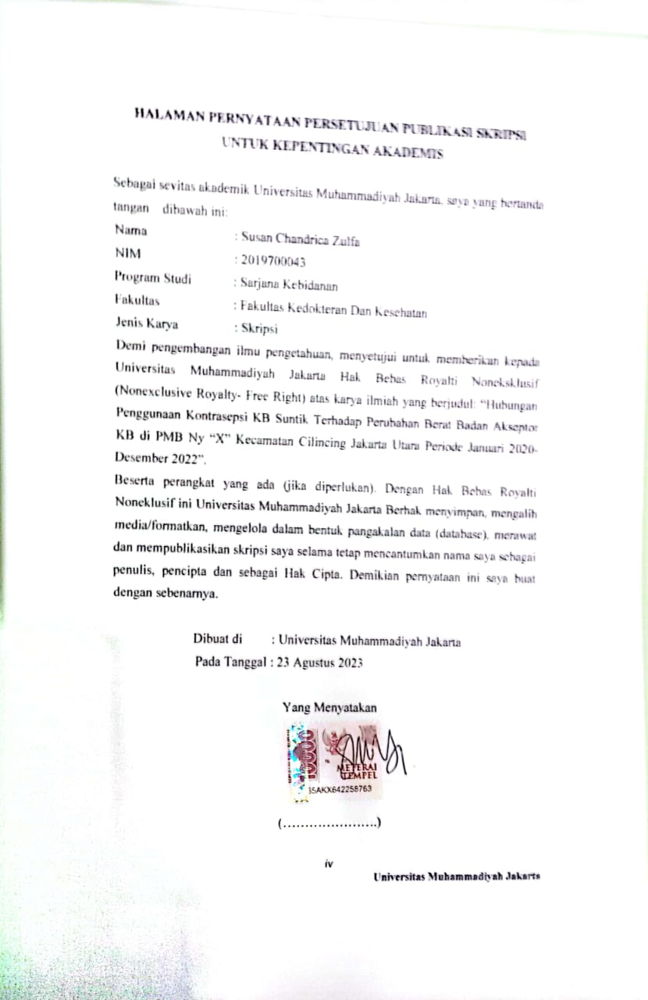 HALAMAN PERNYATAAN PERSETUJUAN PUBLIKASI SKRIPSI
UNTUK KEPENTINGAN AKADEMIS
Sebagai sevitas akademik Universitas Muhammadiyah Jakarta, saya yang bertanda
tangan dibawah ini:
Nama : Susan Chandrica Zulfa
NIM : 2019700043
Program Studi : Sarjana Kebidanan
Fakultas : Fakultas Kedokteran Dan Kesehatan
Jenis Karya : Skripsi
Demi pengembangan ilmu pengetahuan, menyetujui untuk memberikan kepada
Universitas Muhammadiyah Jakarta Hak Bebas Royalti Noneksklusif
(Nonexclusive Royalty- Free Right) atas karya ilmiah yang berjudul: “Hubungan
Penggunaan Kontrasepsi KB Suntik Terhadap Perubahan Berat Badan Akseptor
KB di PMB Ny “X” Kecamatan Cilincing Jakarta Utara Periode Januari 2020-
Desember 2022”.
Beserta perangkat yang ada (jika diperlukan). Dengan Hak Bebas Royalti
Noneklusif ini Universitas Muhammadiyah Jakarta Berhak menyimpan, mengalih
media/formatkan, mengelola dalam bentuk pangakalan data (database), merawat
dan mempublikasikan skripsi saya selama tetap mencantumkan nama saya sebagai
penulis, pencipta dan sebagai Hak Cipta. Demikian pernyataan ini saya buat
dengan sebenarnya.
Dibuat di : Universitas Muhammadiyah Jakarta
Pada Tanggal : 23 Agustus 2023
Yang Menyatakan
10000
METERAI
TEMPEL
35AKX642258763
(.......................)
iv
Universitas Muhammadiyah Jakarta